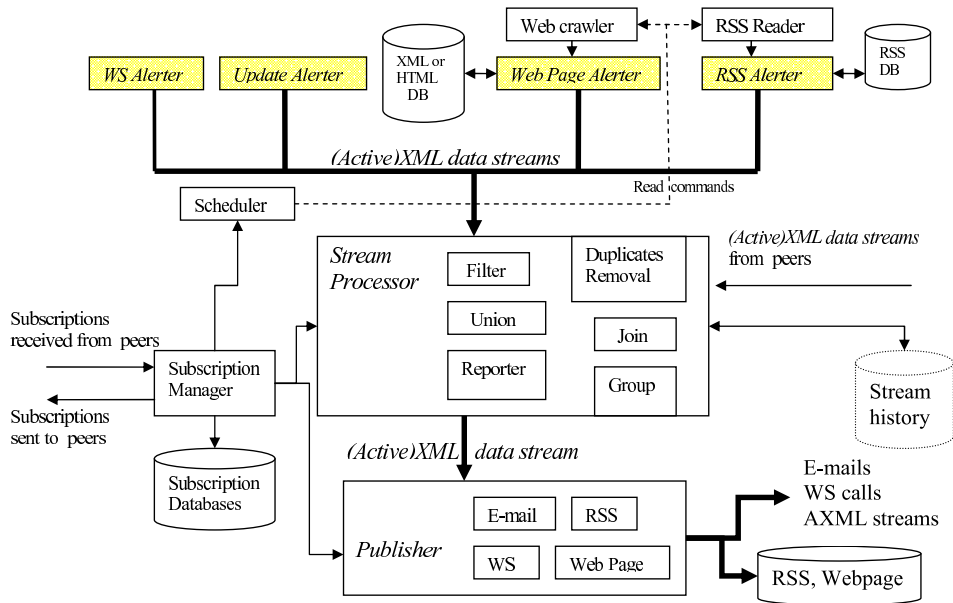 Web crawler
RSS Reader
XML or
HTML
DB
RSS
DB
WS Alerter
Update Alerter
Web Page Alerter
RSS Alerter
(Active)XML data streams
Read commands
Scheduler
Stream
Processor
Filter
Duplicates
Removal
(Active)XML data streams
from peers
Union
Join
Subscriptions
received from peers
Reporter
Group
Subscription
Manager
Stream
history
Subscriptions
sent to peers
(Active)XML data stream
Subscription
Databases
E-mails
WS calls
AXML streams
E-mail
RSS
Publisher
WS
Web Page
RSS, Webpage